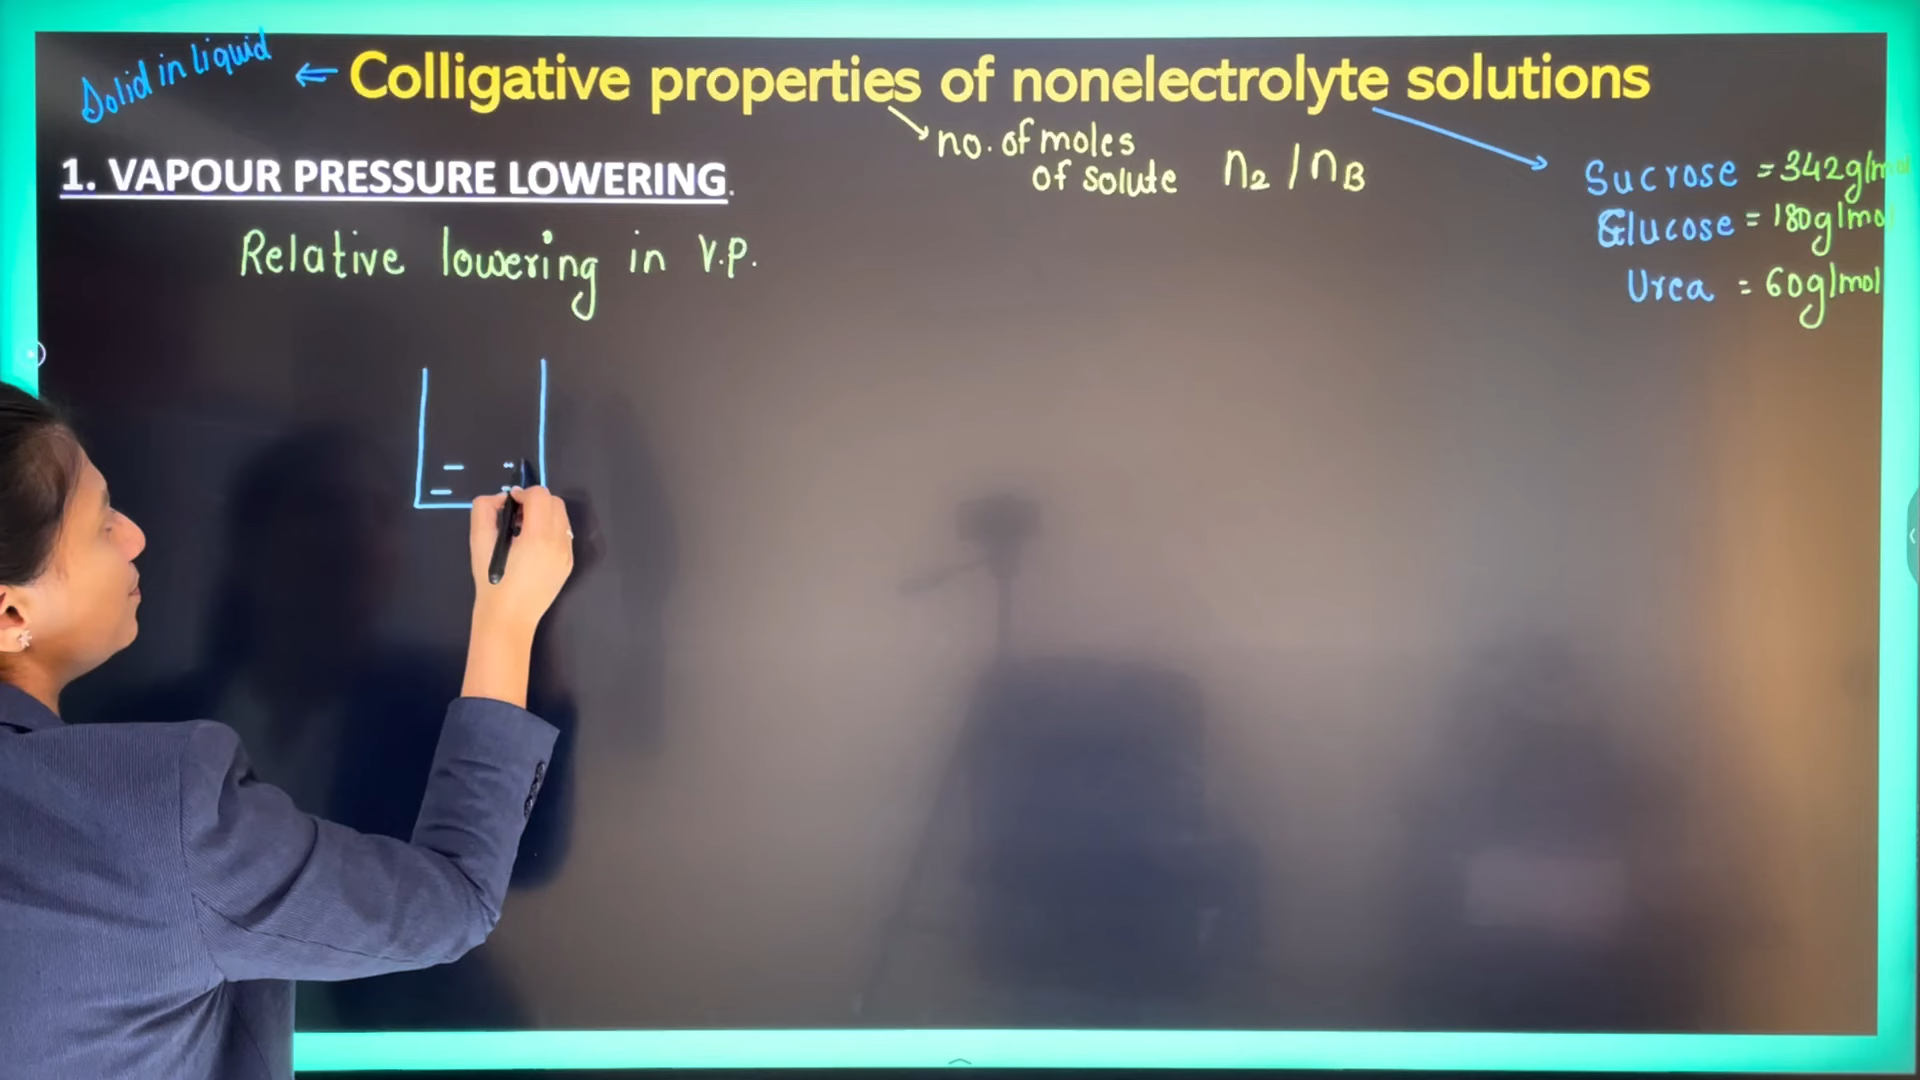 Solid in liquid ← Colligative properties of nonelectrolyte solutions
no. of moles
of solute n₂ / nB
1. VAPOUR PRESSURE LOWERING.
Sucrose = 342g/mol
Glucose = 180g/mol
Urea = 60g/mol
Relative lowering in V.P.